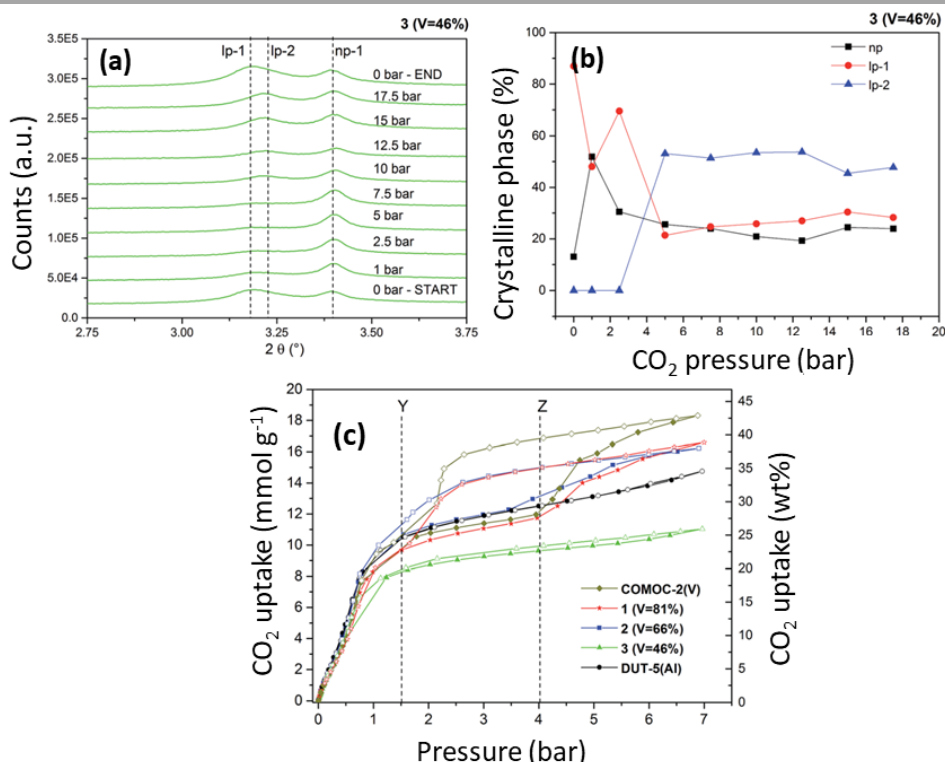 3 (V=46%)
(a)
lp-1
lp-2
np-1
3.5E5
3.0E5
2.5E5
2.0E5
1.5E5
1.0E5
5.0E4
0.0
Counts (a.u.)
0 bar - END
17.5 bar
15 bar
12.5 bar
10 bar
7.5 bar
5 bar
2.5 bar
1 bar
0 bar - START
2.75
3.00
3.25
3.50
3.75
2 θ (°)
3 (V=46%)
(b)
np
lp-1
lp-2
100
80
60
40
20
0
Crystalline phase (%)
0
2
4
6
8
10
12
14
16
18
20
CO₂ pressure (bar)
(c)
Y
Z
20
18
16
14
12
10
8
6
4
2
0
CO₂ uptake (mmol g⁻¹)
COMOC-2(V)
1 (V=81%)
2 (V=66%)
3 (V=46%)
DUT-5(Al)
45
40
35
30
25
20
15
10
5
0
CO₂ uptake (wt%)
0
1
2
3
4
5
6
7
Pressure (bar)